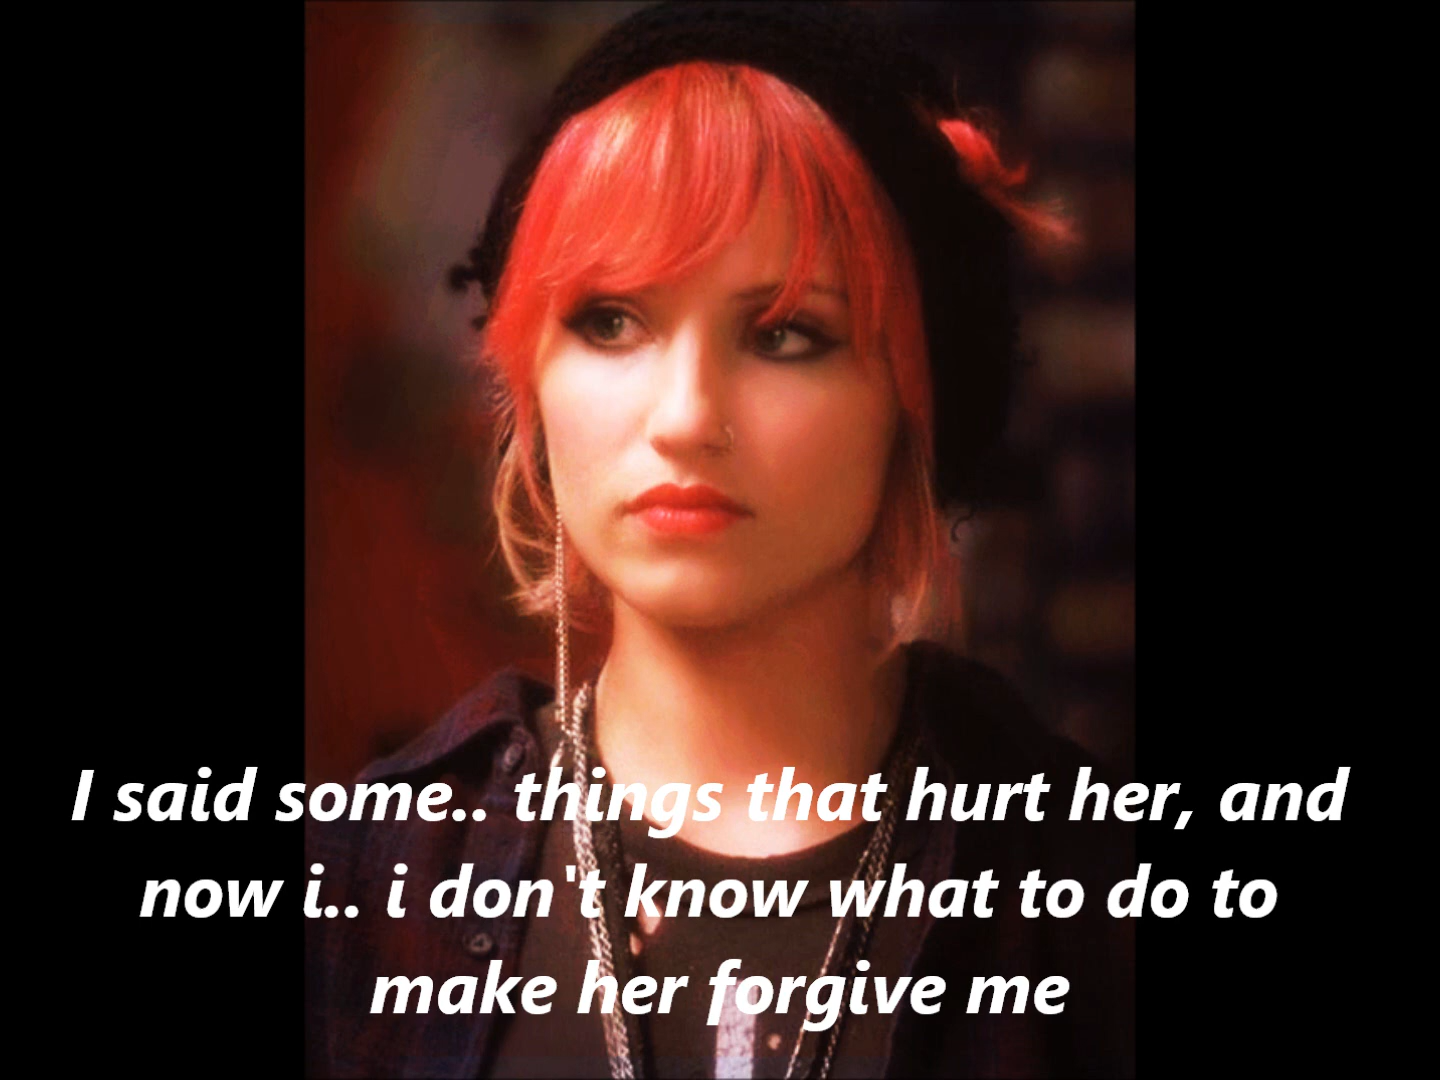 I said some.. things that hurt her, and
now i.. i don't know what to do to
make her forgive me